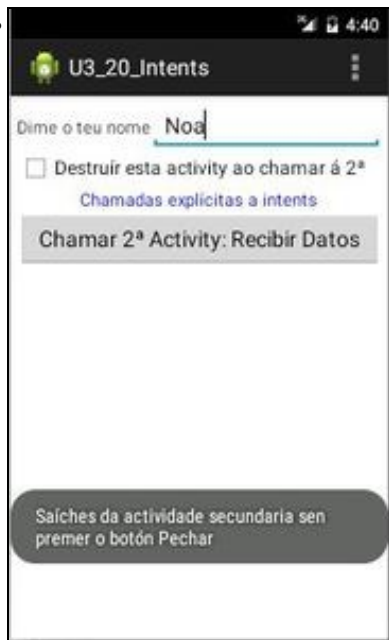 4:40
U3_20_Intents
Dime o teu nome Noa
Destruír esta activity ao chamar á 2ª
Chamadas explicitas a intents
Chamar 2ª Activity: Recibir Datos
Saíches da actividade secundaria sen
premer o botón Pechar